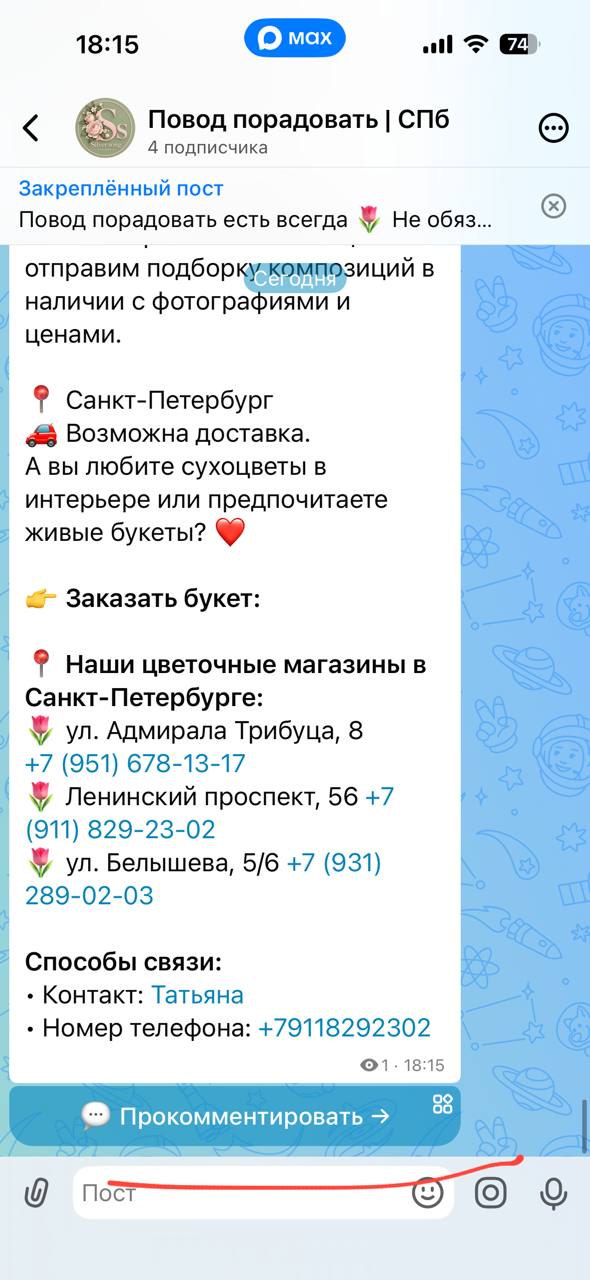 18:15
max
74
Повод порадовать | СПб
4 подписчика
Закреплённый пост
Повод порадовать есть всегда 🌷 Не обяз...
Сегодня
отправим подборку композиций в
наличии с фотографиями и
ценами.
📍 Санкт-Петербург
🚗 Возможна доставка.
А вы любите сухоцветы в
интерьере или предпочитаете
живые букеты? ❤️
👉 Заказать букет:
📍 Наши цветочные магазины в
Санкт-Петербурге:
🌷 ул. Адмирала Трибуца, 8
+7 (951) 678-13-17
🌷 Ленинский проспект, 56 +7
(911) 829-23-02
🌷 ул. Белышева, 5/6 +7 (931)
289-02-03
Способы связи:
• Контакт: Татьяна
• Номер телефона: +79118292302
1 · 18:15
💬 Прокомментировать →
Пост